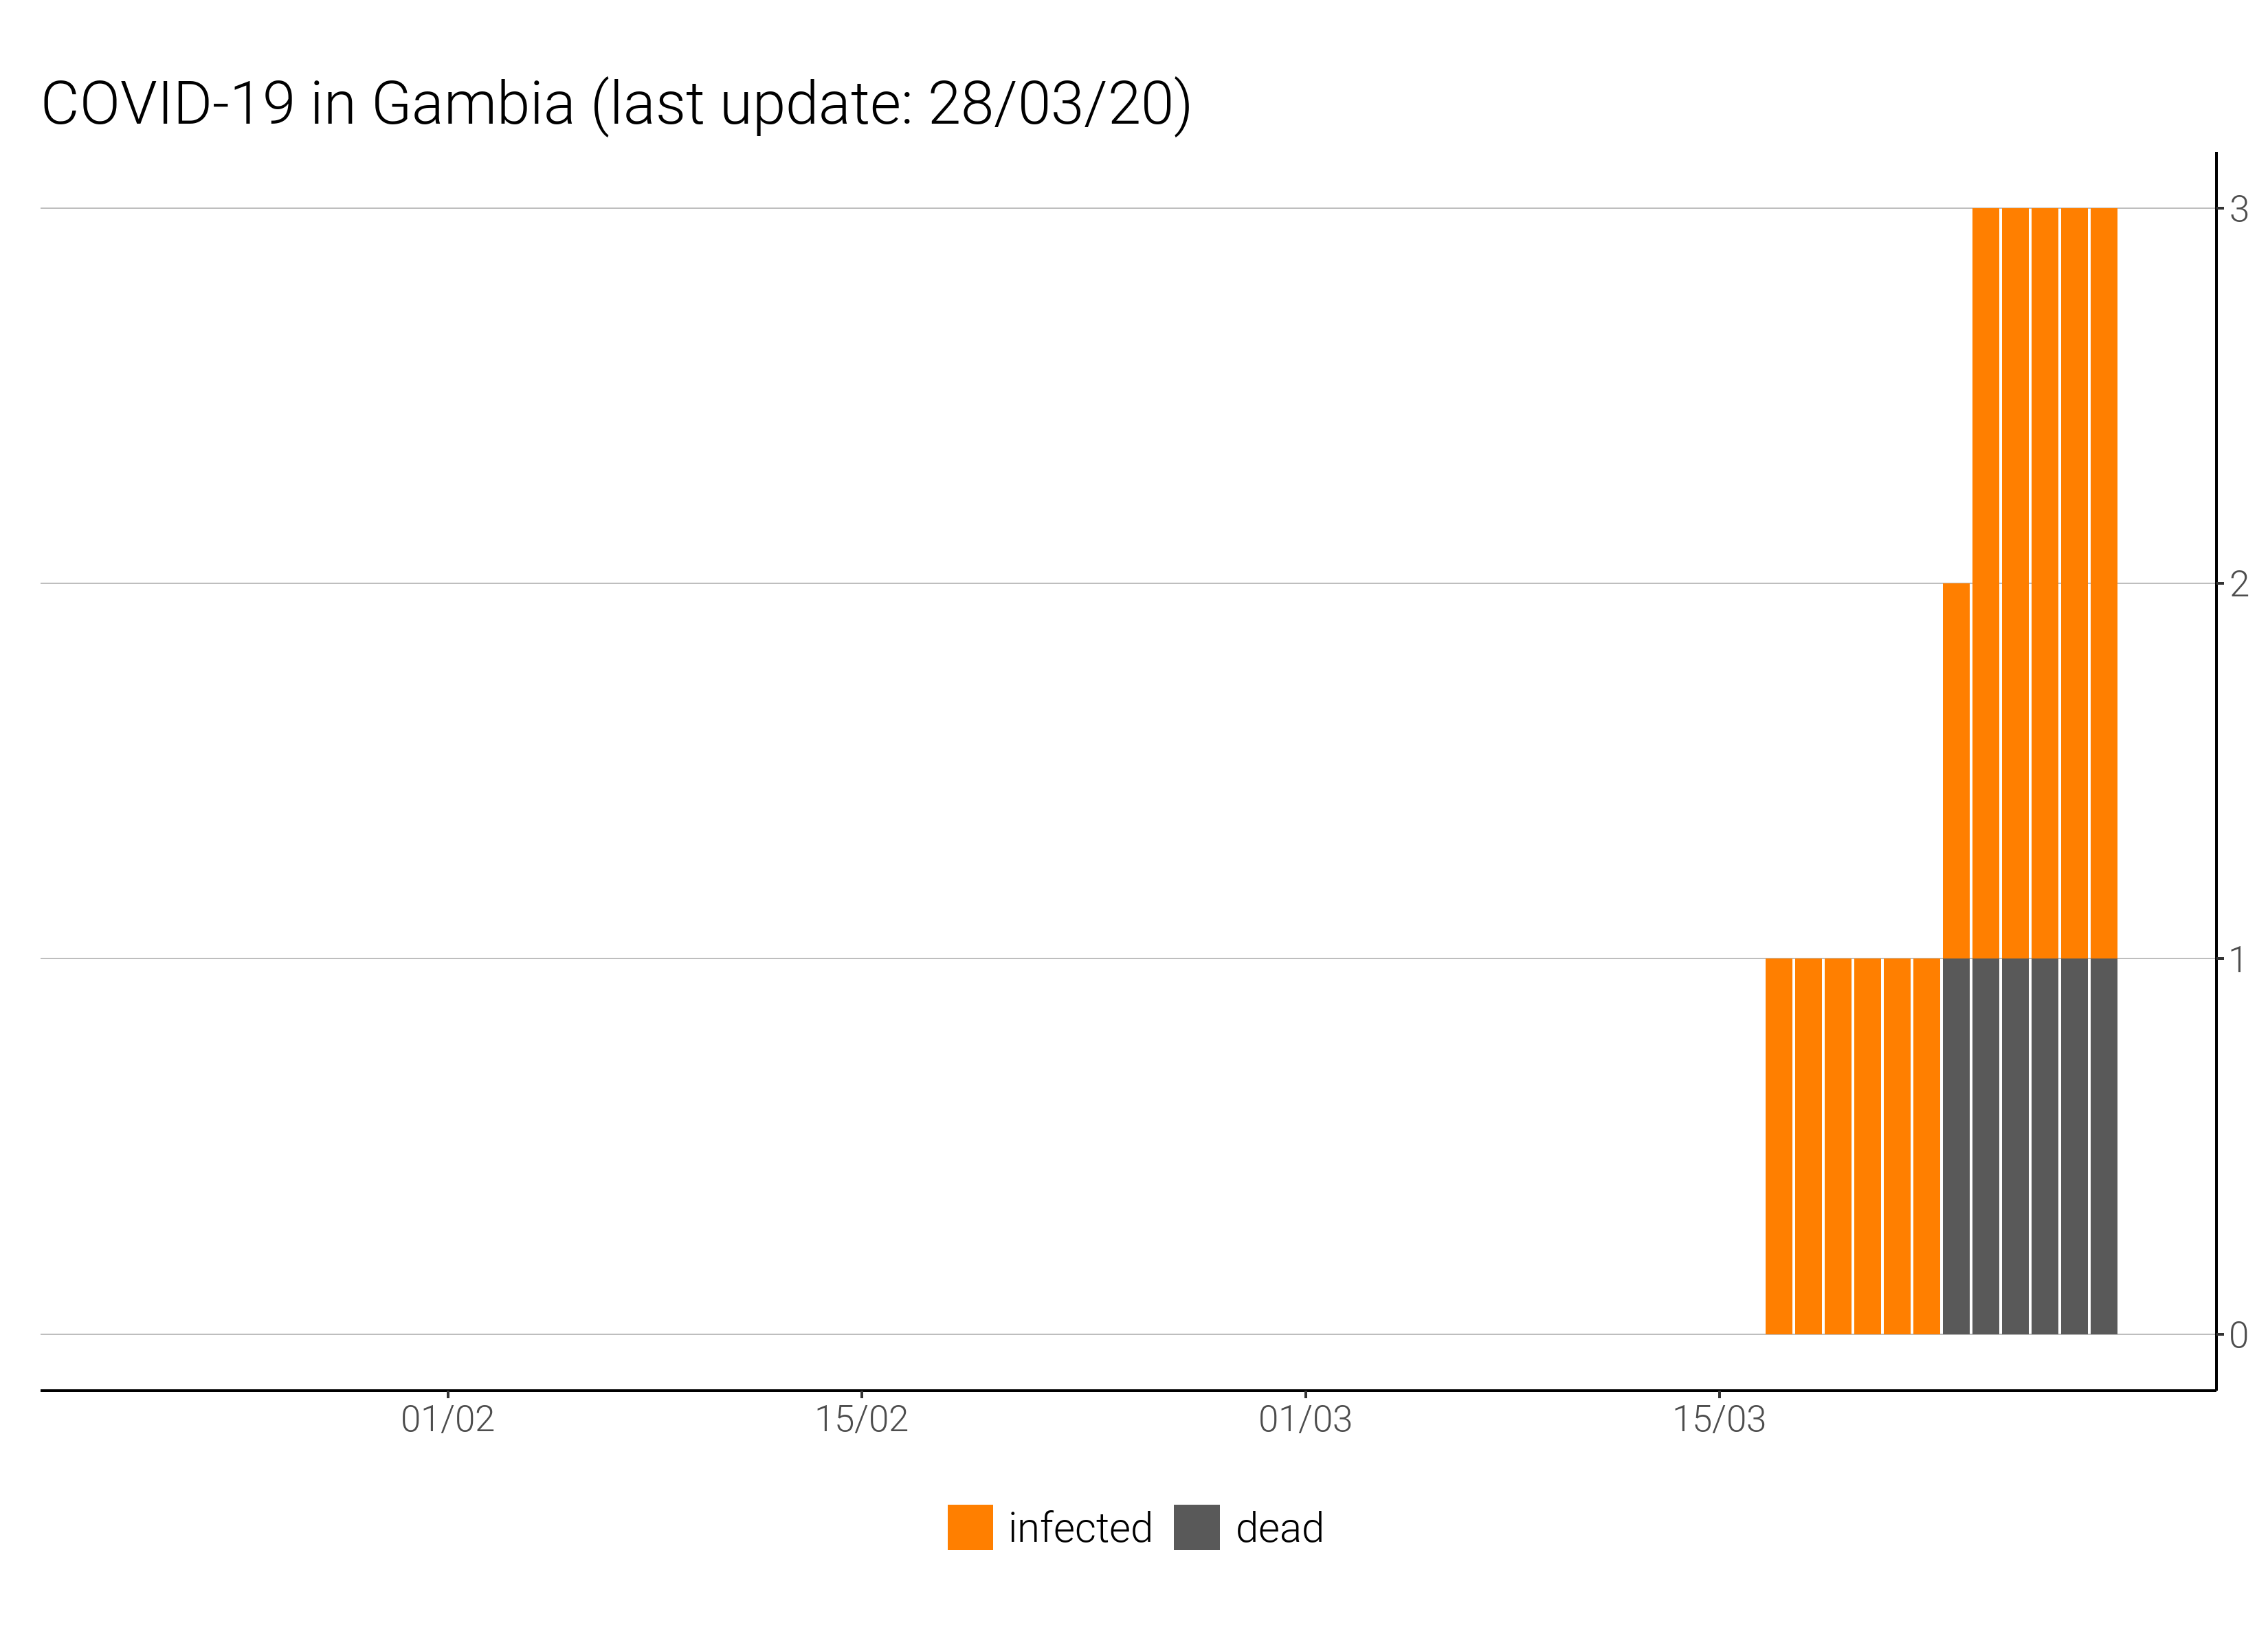 COVID-19 in Gambia (last update: 28/03/20)
3
2
1
0
01/02 15/02 01/03 15/03
infected dead